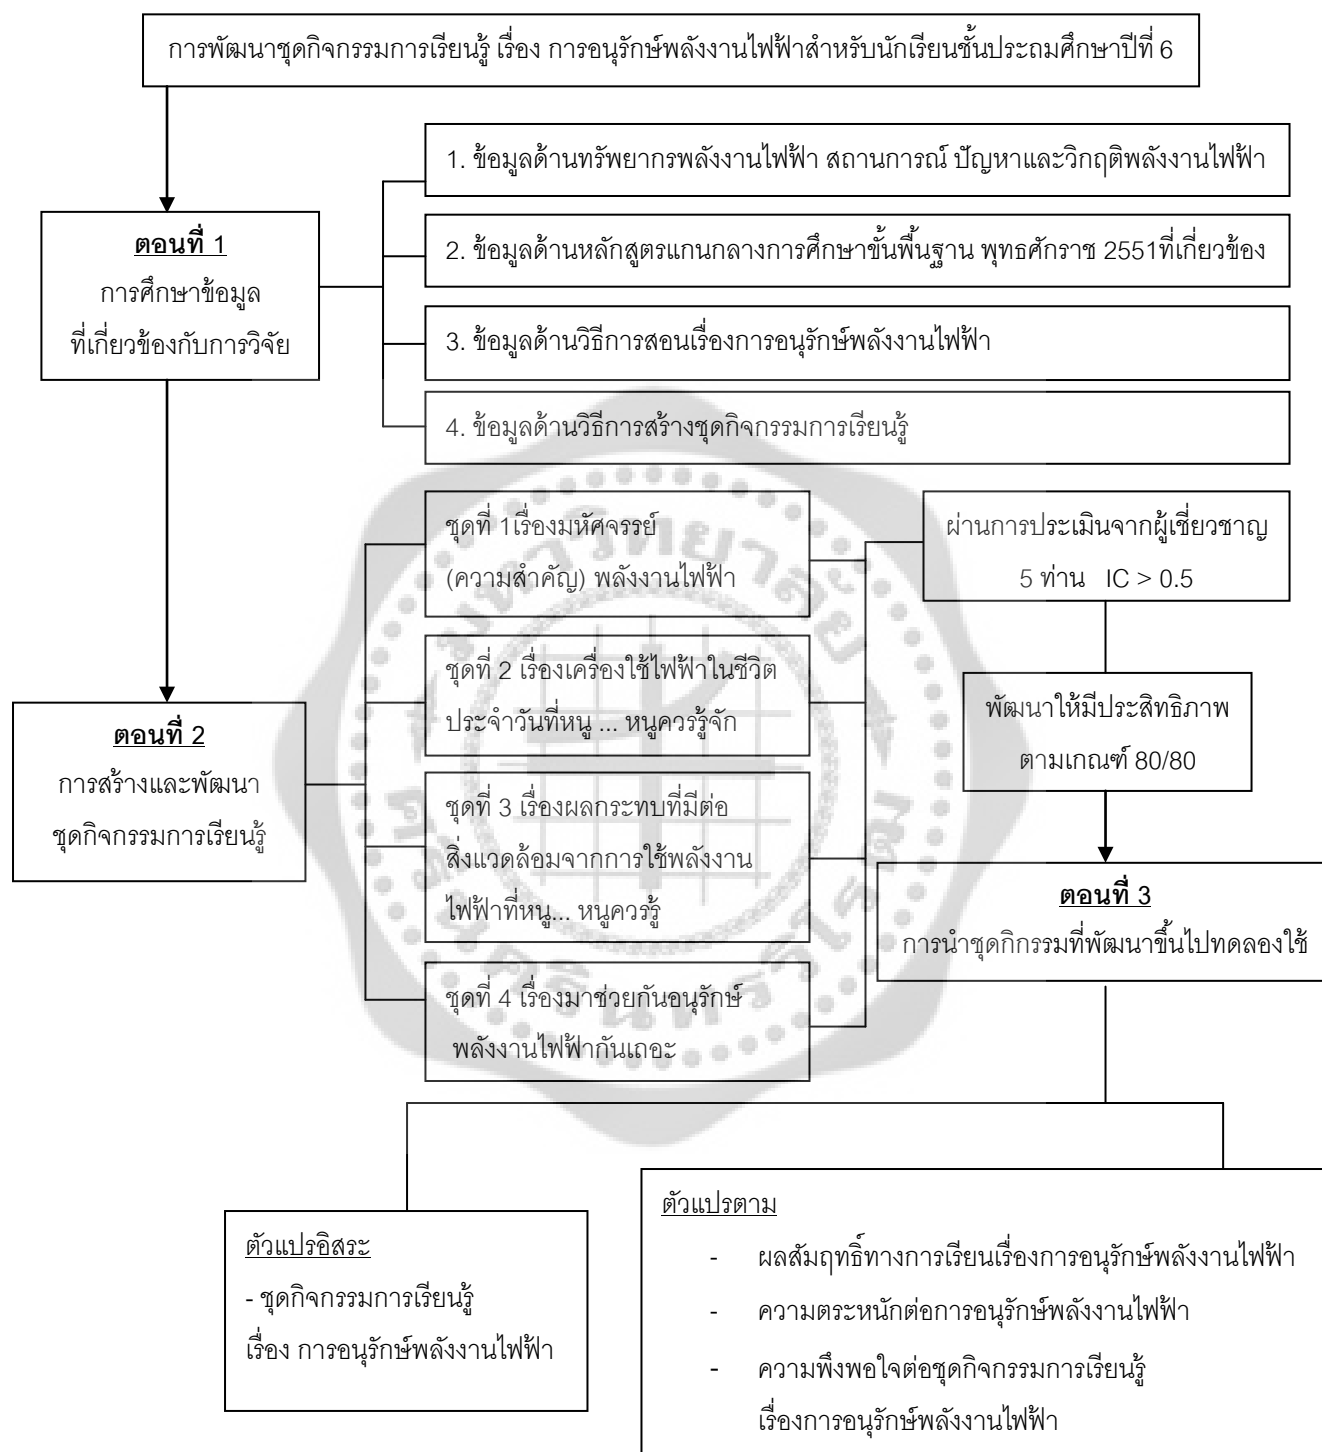 การพัฒนาชุดกิจกรรมการเรียนรู้ เรื่อง การอนุรักษ์พลังงานไฟฟ้าสำหรับนักเรียนชั้นประถมศึกษาปีที่ 6
ตอนที่ 1
การศึกษาข้อมูล
ที่เกี่ยวข้องกับการวิจัย
1. ข้อมูลด้านทรัพยากรพลังงานไฟฟ้า สถานการณ์ ปัญหาและวิกฤติพลังงานไฟฟ้า
2. ข้อมูลด้านหลักสูตรแกนกลางการศึกษาขั้นพื้นฐาน พุทธศักราช 2551ที่เกี่ยวข้อง
3. ข้อมูลด้านวิธีการสอนเรื่องการอนุรักษ์พลังงานไฟฟ้า
4. ข้อมูลด้านวิธีการสร้างชุดกิจกรรมการเรียนรู้
ตอนที่ 2
การสร้างและพัฒนา
ชุดกิจกรรมการเรียนรู้
ชุดที่ 1เรื่องมหัศจรรย์
(ความสำคัญ) พลังงานไฟฟ้า
ชุดที่ 2 เรื่องเครื่องใช้ไฟฟ้าในชีวิต
ประจำวันที่หนู ... หนูควรรู้จัก
ชุดที่ 3 เรื่องผลกระทบที่มีต่อ
สิ่งแวดล้อมจากการใช้พลังงาน
ไฟฟ้าที่หนู... หนูควรรู้
ชุดที่ 4 เรื่องมาช่วยกันอนุรักษ์
พลังงานไฟฟ้ากันเถอะ
ผ่านการประเมินจากผู้เชี่ยวชาญ
5 ท่าน IC > 0.5
พัฒนาให้มีประสิทธิภาพ
ตามเกณฑ์ 80/80
ตอนที่ 3
การนำชุดกิกรรมที่พัฒนาขึ้นไปทดลองใช้
ตัวแปรอิสระ
- ชุดกิจกรรมการเรียนรู้
เรื่อง การอนุรักษ์พลังงานไฟฟ้า
ตัวแปรตาม
- ผลสัมฤทธิ์ทางการเรียนเรื่องการอนุรักษ์พลังงานไฟฟ้า
- ความตระหนักต่อการอนุรักษ์พลังงานไฟฟ้า
- ความพึงพอใจต่อชุดกิจกรรมการเรียนรู้
เรื่องการอนุรักษ์พลังงานไฟฟ้า
มหาวิทยาลัย
ศรีนครินทรวิโรฒ